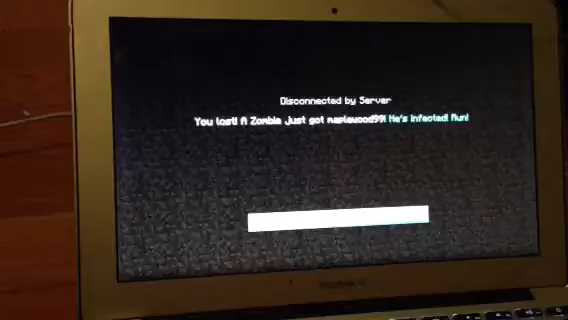 Disconnected by Server
You lost! A Zombie just got maplewood99! He's infected! Run!